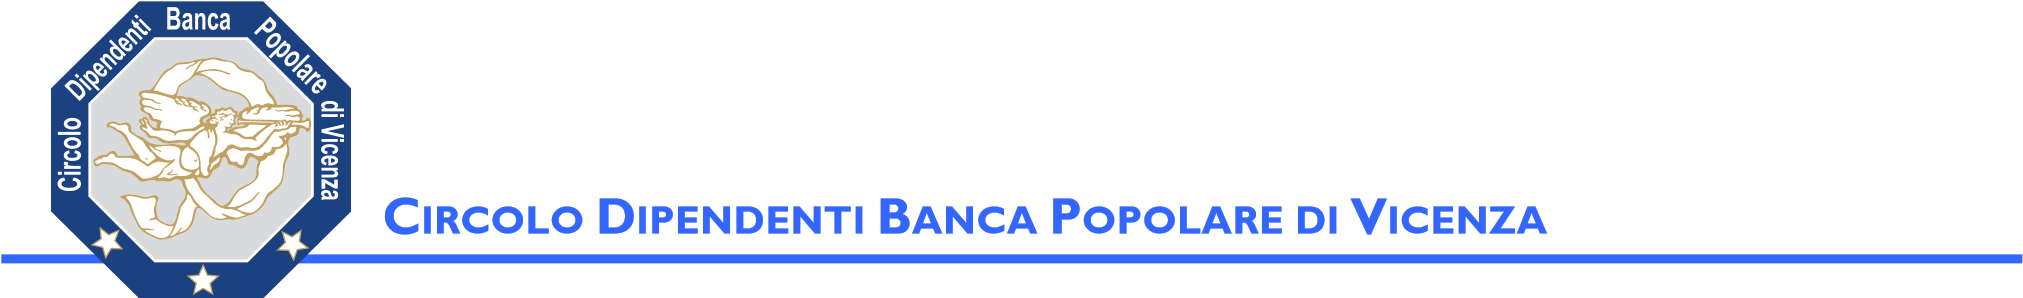 Circolo Dipendenti Banca Popolare di Vicenza
CIRCOLO DIPENDENTI BANCA POPOLARE DI VICENZA